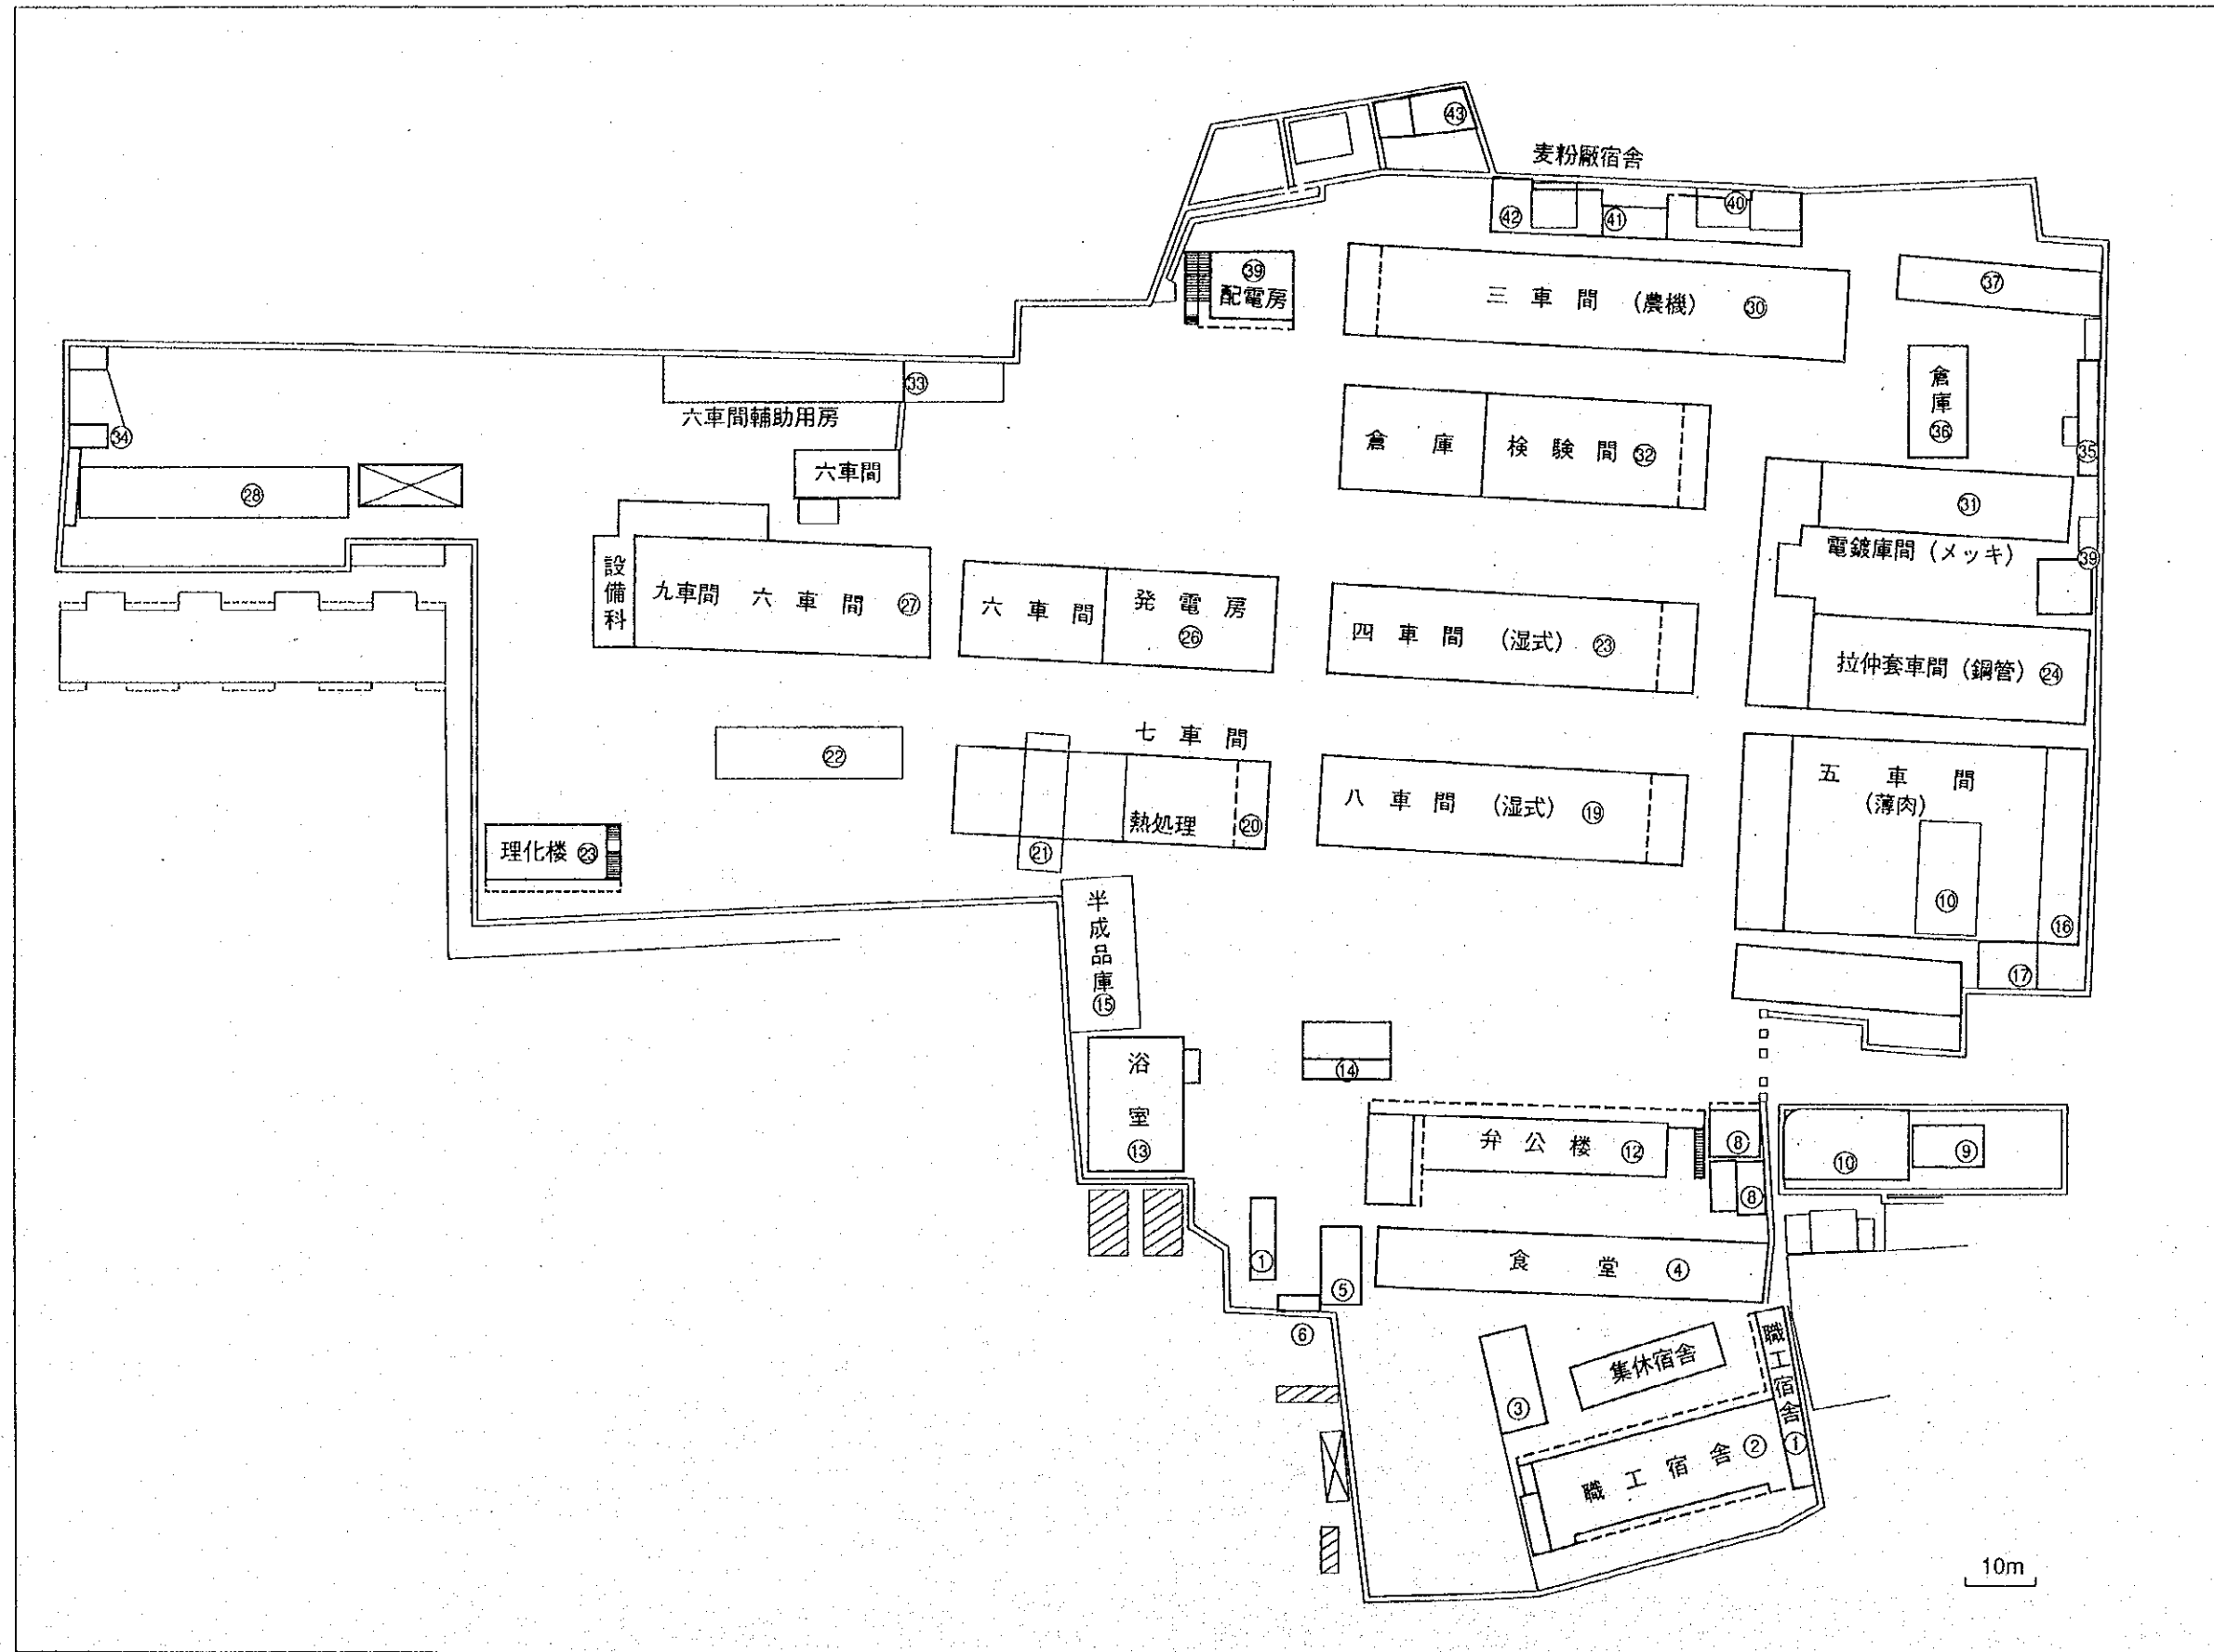 ㊸
麦粉厰宿舎
㊷
㊶
㊵
㊴
配電房
三車間(農機) ㉚
㊲
㉝
六車間輔助用房
倉庫
㊱
㉞
倉庫
検験間 ㉜
㉟
六車間
㉘
㉛
電鍍庫間(メッキ)
㊴
設備科
九車間 六車間 ㉗
六車間
発電房
㉖
四車間(湿式) ㉓
拉伸套車間(鋼管) ㉔
七車間
㉒
五車間
(薄肉)
八車間(湿式) ⑲
熱処理
⑳
理化楼 ㉓
㉑
⑩
⑯
半成品庫
⑮
⑰
浴室
⑬
⑭
弁公楼 ⑫
⑧
⑧
⑩
⑨
①
⑤
食堂 ④
⑥
職工宿舎
①
集休宿舎
③
職工宿舎 ②
10m